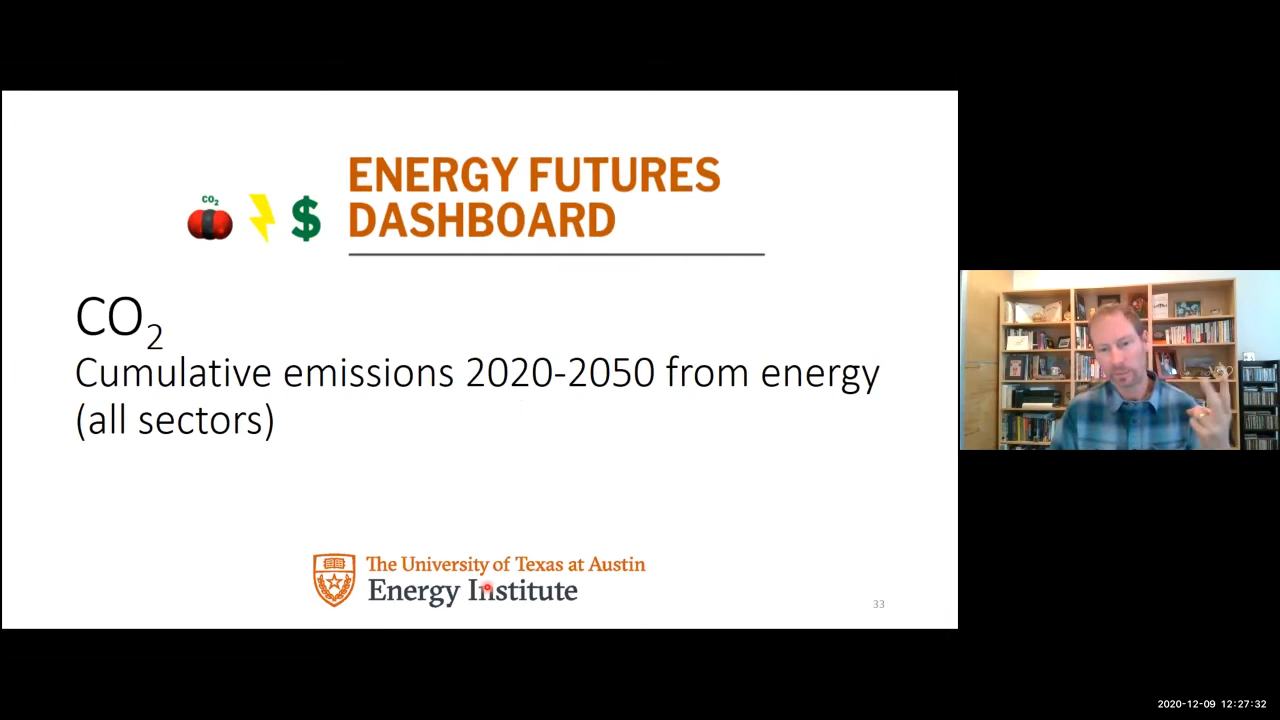 CO₂
ENERGY FUTURES
DASHBOARD
CO₂
Cumulative emissions 2020-2050 from energy
(all sectors)
The University of Texas at Austin
Energy Institute
33
2020-12-09 12:27:32